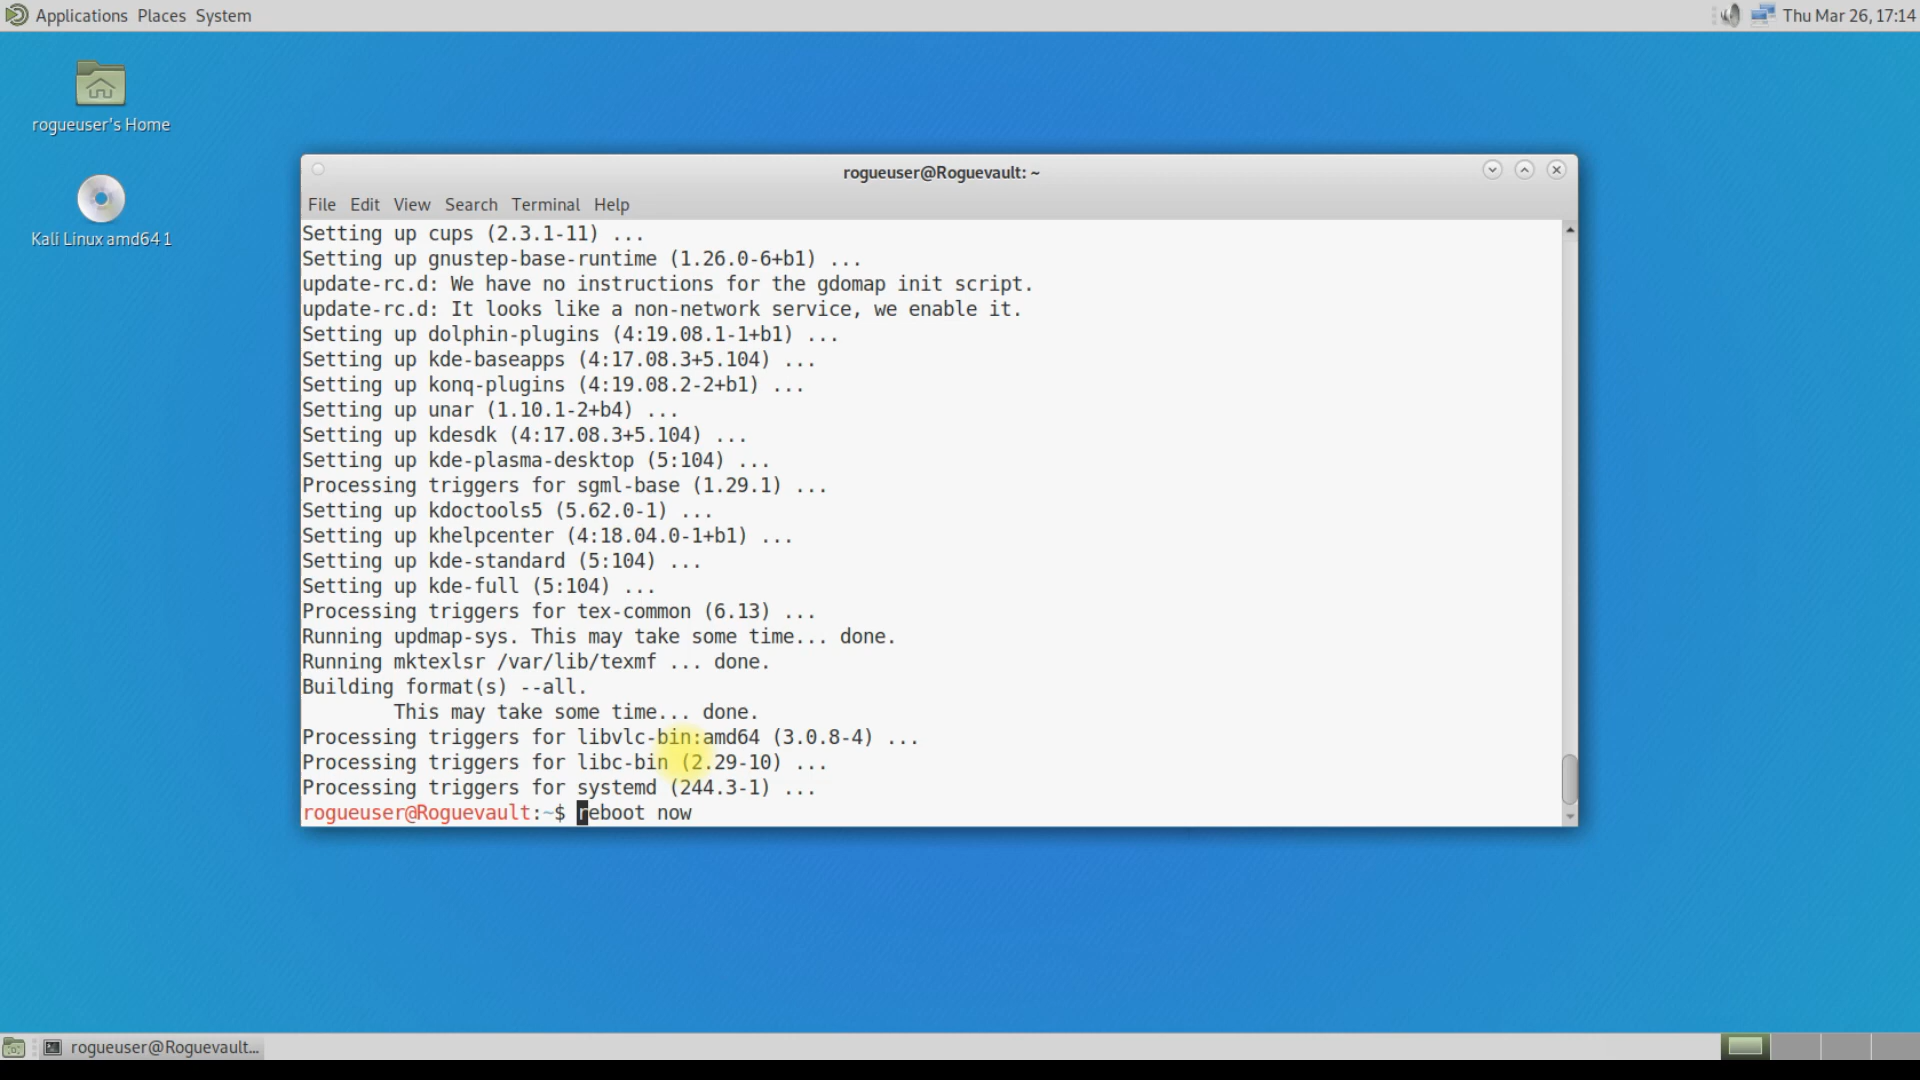 Applications Places System
Thu Mar 26, 17:14
rogueuser's Home
Kali Linux amd64 1
rogueuser@Roguevault: ~
File Edit View Search Terminal Help
Setting up cups (2.3.1-11) ...
Setting up gnustep-base-runtime (1.26.0-6+b1) ...
update-rc.d: We have no instructions for the gdomap init script.
update-rc.d: It looks like a non-network service, we enable it.
Setting up dolphin-plugins (4:19.08.1-1+b1) ...
Setting up kde-baseapps (4:17.08.3+5.104) ...
Setting up konq-plugins (4:19.08.2-2+b1) ...
Setting up unar (1.10.1-2+b4) ...
Setting up kdesdk (4:17.08.3+5.104) ...
Setting up kde-plasma-desktop (5:104) ...
Processing triggers for sgml-base (1.29.1) ...
Setting up kdoctools5 (5.62.0-1) ...
Setting up khelpcenter (4:18.04.0-1+b1) ...
Setting up kde-standard (5:104) ...
Setting up kde-full (5:104) ...
Processing triggers for tex-common (6.13) ...
Running updmap-sys. This may take some time... done.
Running mktexlsr /var/lib/texmf ... done.
Building format(s) --all.
This may take some time... done.
Processing triggers for libvlc-bin:amd64 (3.0.8-4) ...
Processing triggers for libc-bin (2.29-10) ...
Processing triggers for systemd (244.3-1) ...
rogueuser@Roguevault:~$ reboot now
rogueuser@Roguevault...